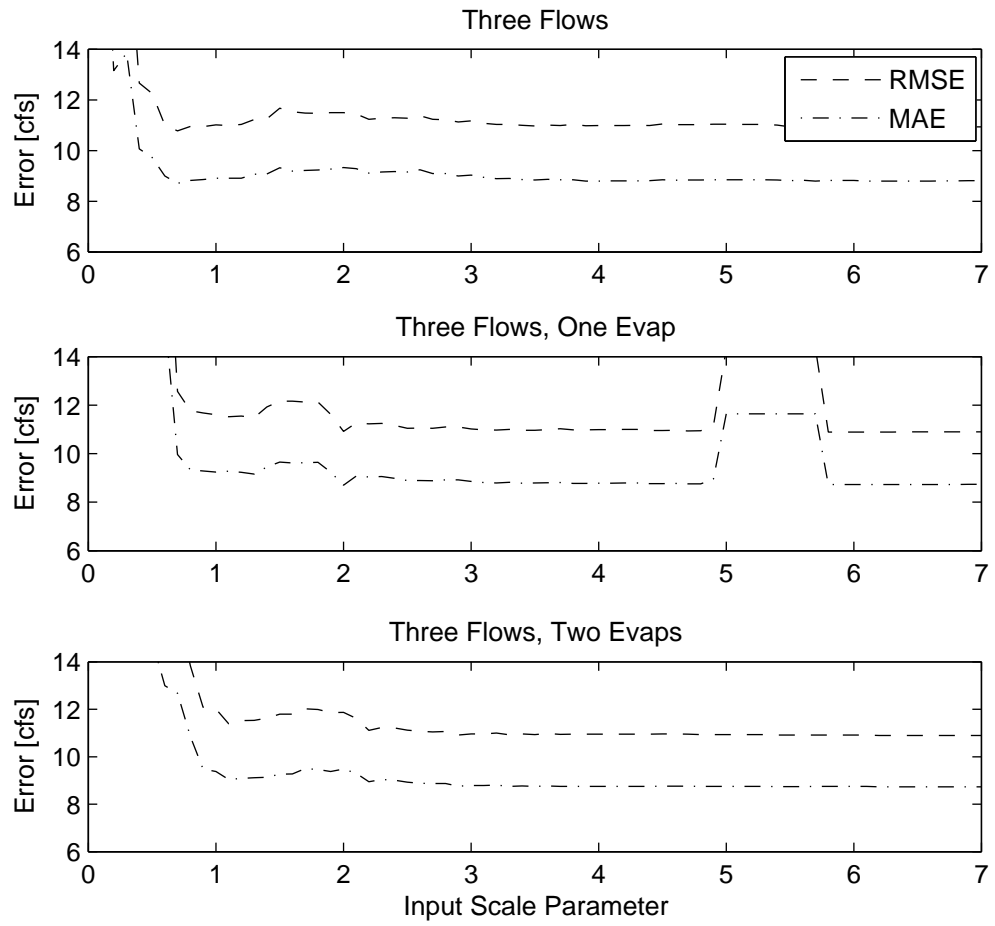 Three Flows
14
12
10
8
6
Error [cfs]
RMSE
MAE
0 1 2 3 4 5 6 7
Three Flows, One Evap
14
12
10
8
6
Error [cfs]
0 1 2 3 4 5 6 7
Three Flows, Two Evaps
14
12
10
8
6
Error [cfs]
0 1 2 3 4 5 6 7
Input Scale Parameter